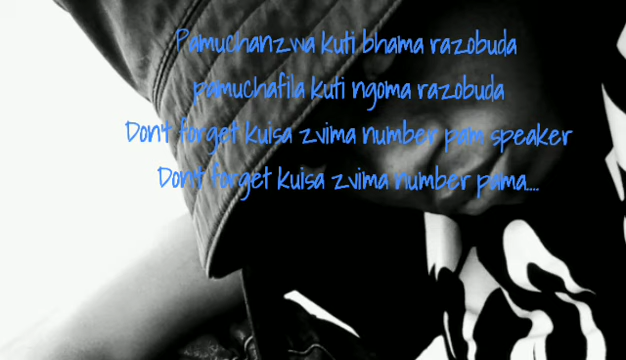 Pamuchanzwa kuti bhama razobuda
pamuchafila kuti ngoma razobuda
Don't forget kuisa zvima number pam speaker
Don't forget kuisa zvima number pama....